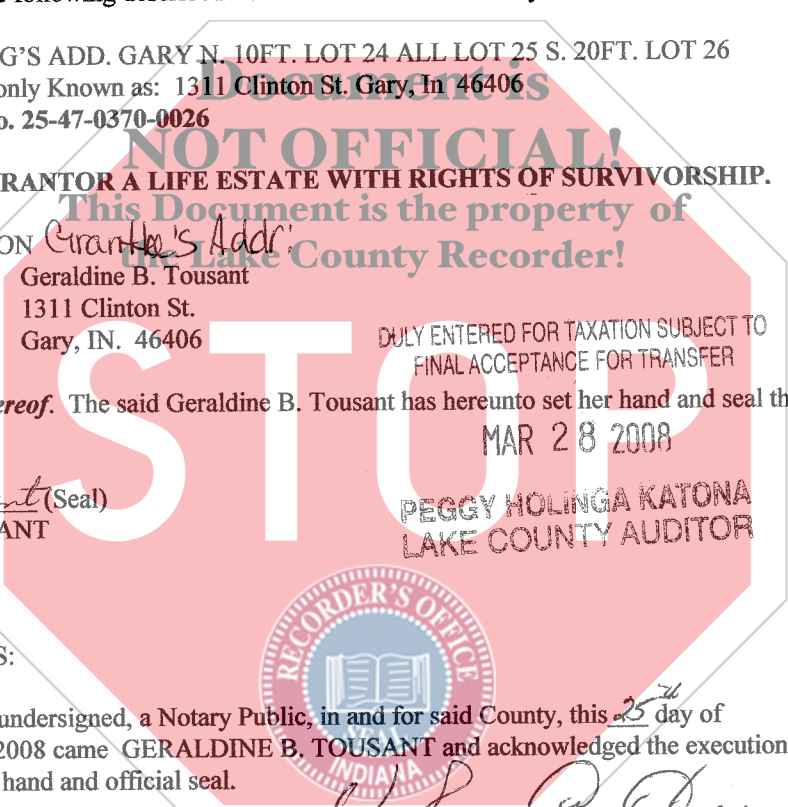 G'S ADD. GARY N. 10FT. LOT 24 ALL LOT 25 S. 20FT. LOT 26
only Known as: 1311 Clinton St. Gary, In 46406
o. 25-47-0370-0026
Document is
NOT OFFICIAL!
RANTOR A LIFE ESTATE WITH RIGHTS OF SURVIVORSHIP.
This Document is the property of
the Lake County Recorder!
ON Grantee's Addr:
Geraldine B. Tousant
1311 Clinton St.
Gary, IN. 46406
DULY ENTERED FOR TAXATION SUBJECT TO
FINAL ACCEPTANCE FOR TRANSFER
STOP
ereof. The said Geraldine B. Tousant has hereunto set her hand and seal th
MAR 28 2008
(Seal)
ANT
PEGGY HOLINGA KATONA
LAKE COUNTY AUDITOR
RECORDER'S OFFICE
SEAL
INDIANA
S:
undersigned, a Notary Public, in and for said County, this 25th day of
2008 came GERALDINE B. TOUSANT and acknowledged the execution
hand and official seal.